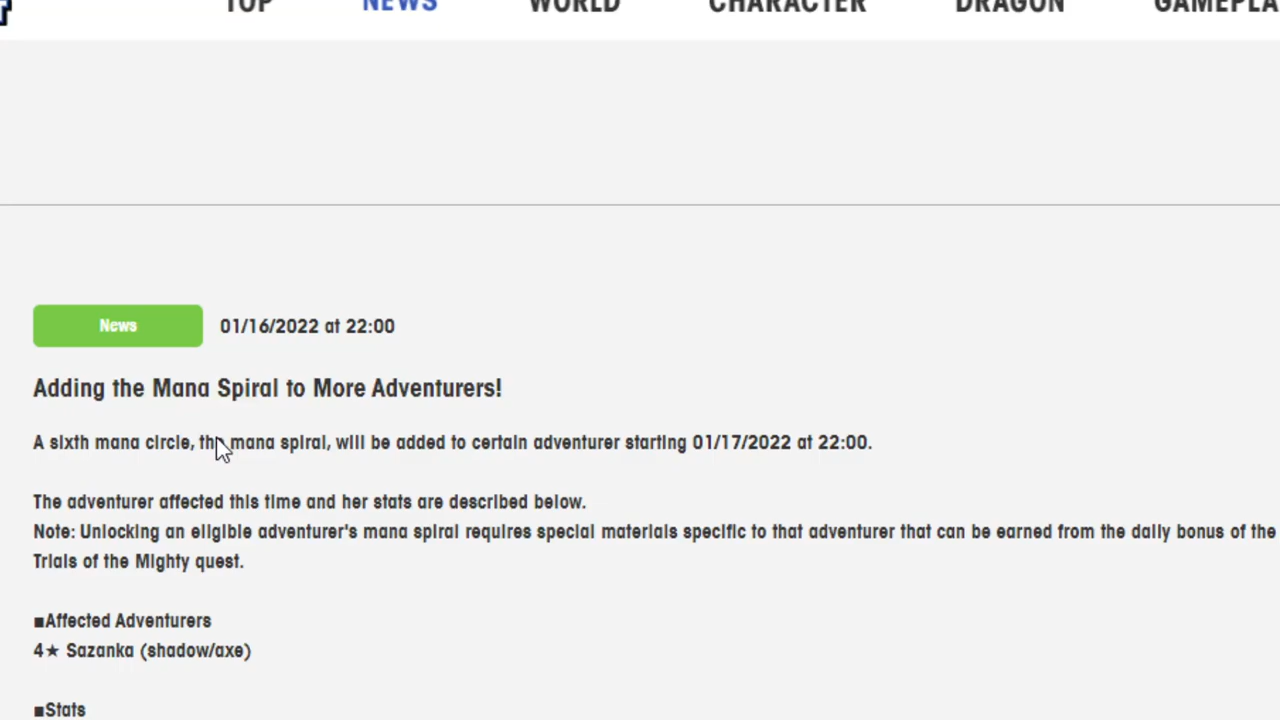 TOP NEWS WORLD CHARACTER DRAGON
News 01/16/2022 at 22:00
Adding the Mana Spiral to More Adventurers!
A sixth mana circle, the mana spiral, will be added to certain adventurer starting 01/17/2022 at 22:00.
The adventurer affected this time and her stats are described below.
Note: Unlocking an eligible adventurer's mana spiral requires special materials specific to that adventurer that can be earned from the daily bonus of the
Trials of the Mighty quest.
■Affected Adventurers
4★ Sazanka (shadow/axe)
■Stats